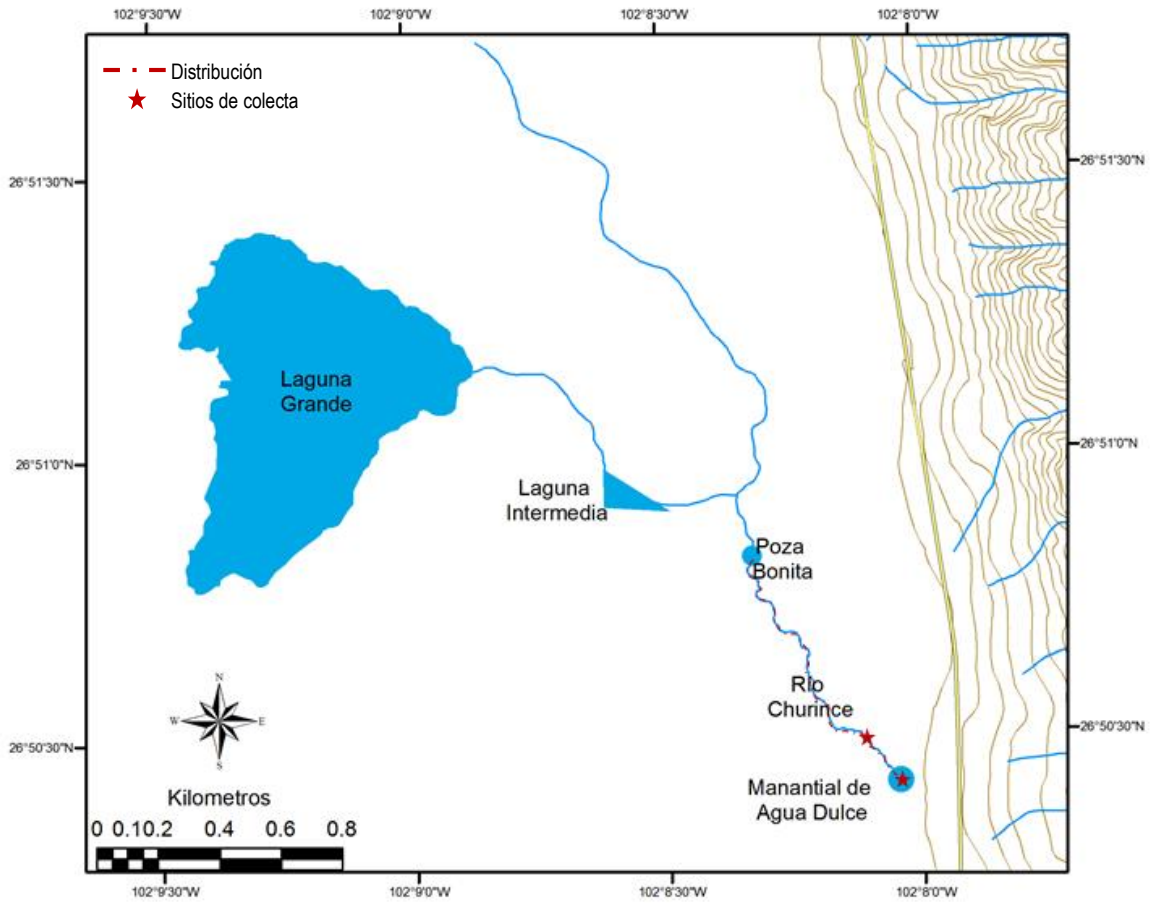 102°9'30"W 102°9'0"W 102°8'30"W 102°8'0"W
Distribución
Sitios de colecta
26°51'30"N
26°51'30"N
Laguna
Grande
26°51'0"N
26°51'0"N
Laguna
Intermedia
Poza
Bonita
Río
Churince
N
W E
S
26°50'30"N
26°50'30"N
Manantial de
Agua Dulce
Kilometros
0 0.10.2 0.4 0.6 0.8
102°9'30"W 102°9'0"W 102°8'30"W 102°8'0"W